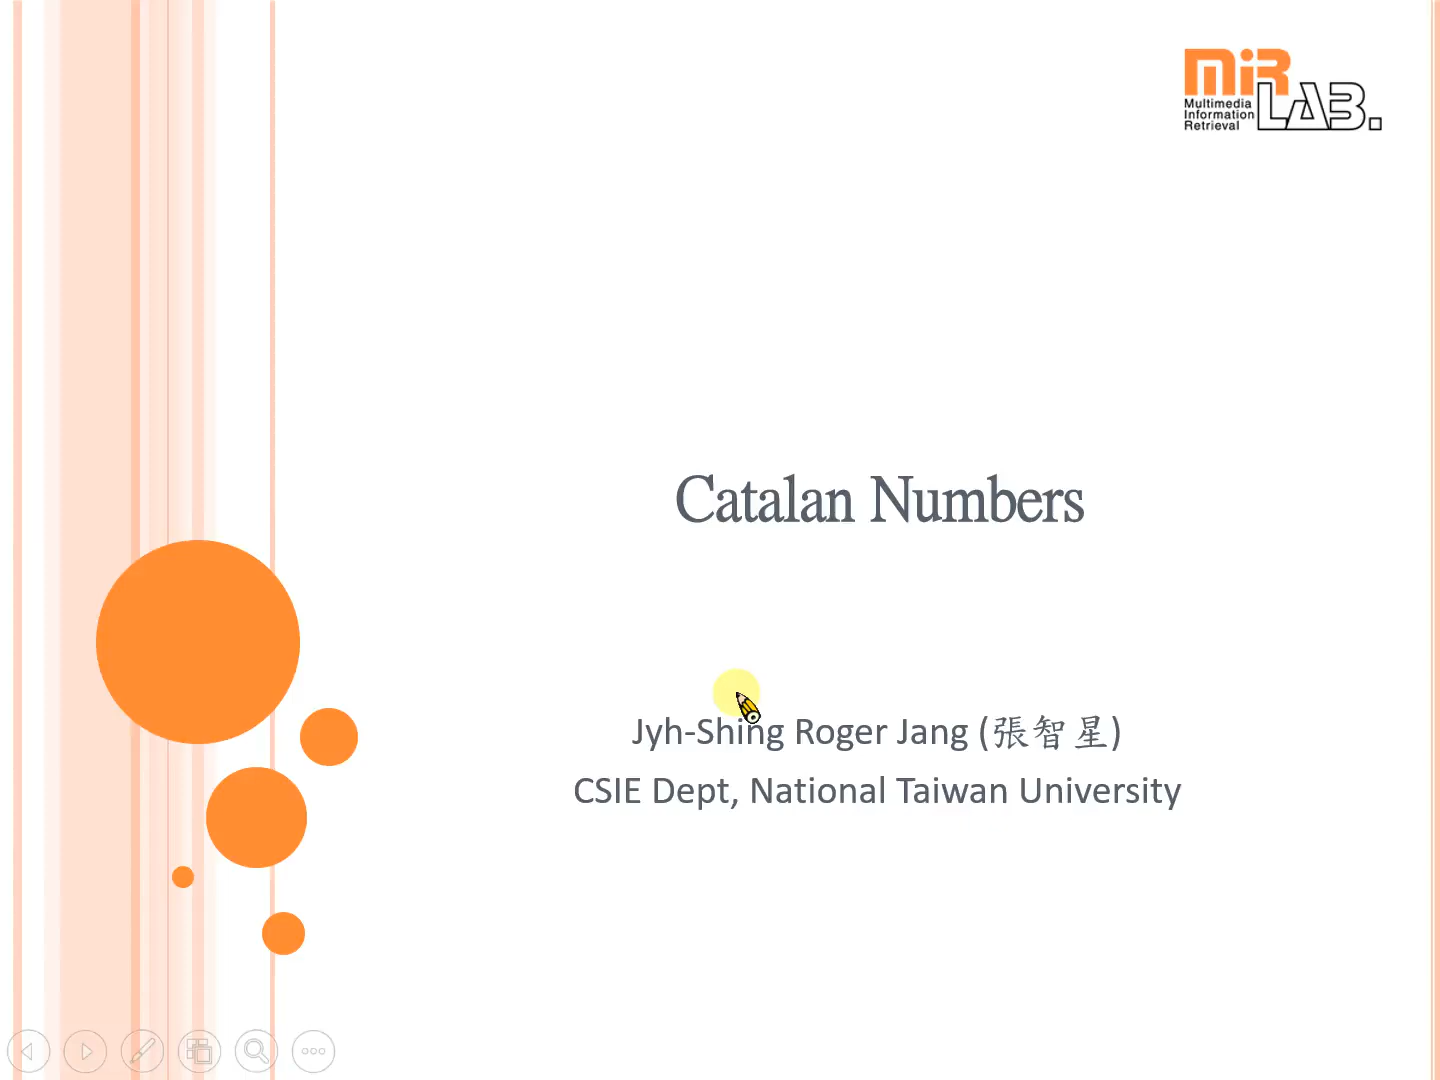 MIR
LAB.
Multimedia
Information
Retrieval
Catalan Numbers
Jyh-Shing Roger Jang (張智星)
CSIE Dept, National Taiwan University